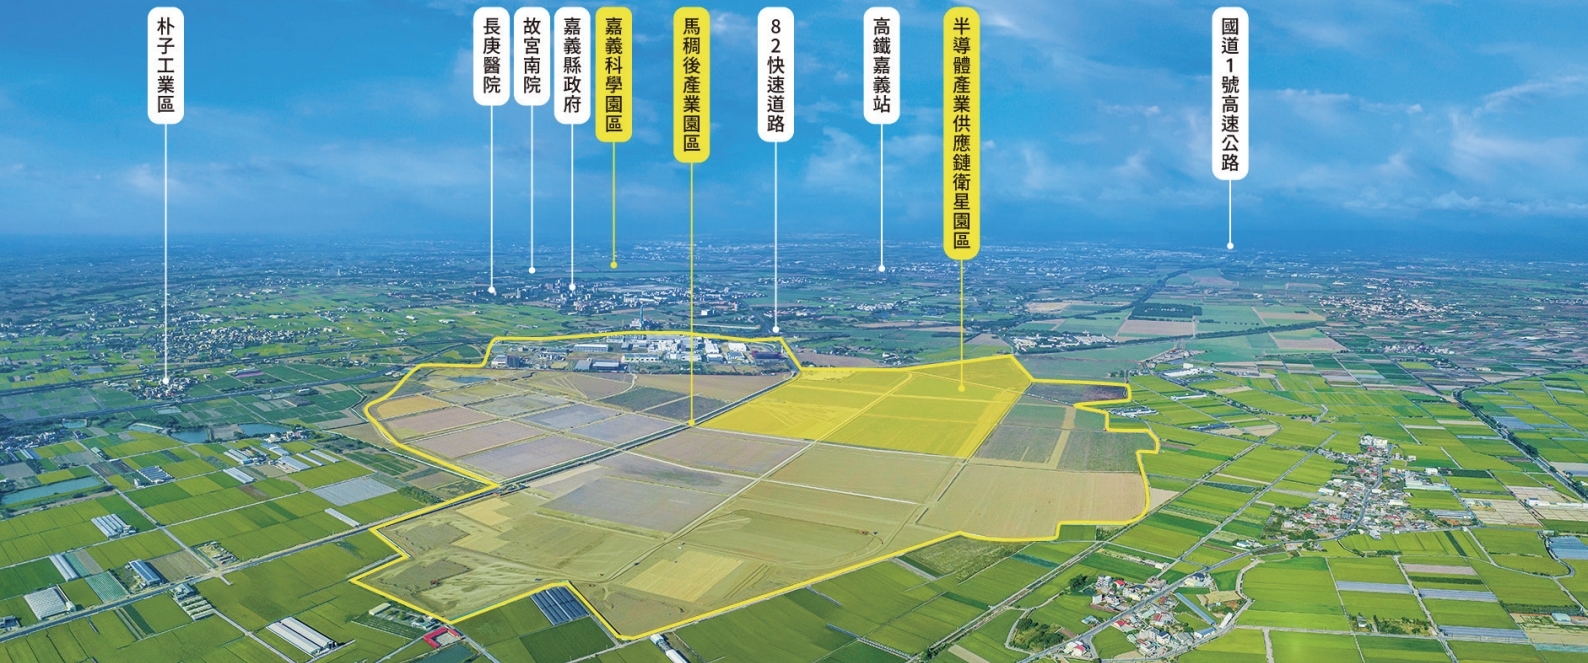 朴子工業區
長庚醫院
故宮南院
嘉義縣政府
嘉義科學園區
馬稠後產業園區
82快速道路
高鐵嘉義站
半導體產業供應鏈衛星園區
國道1號高速公路